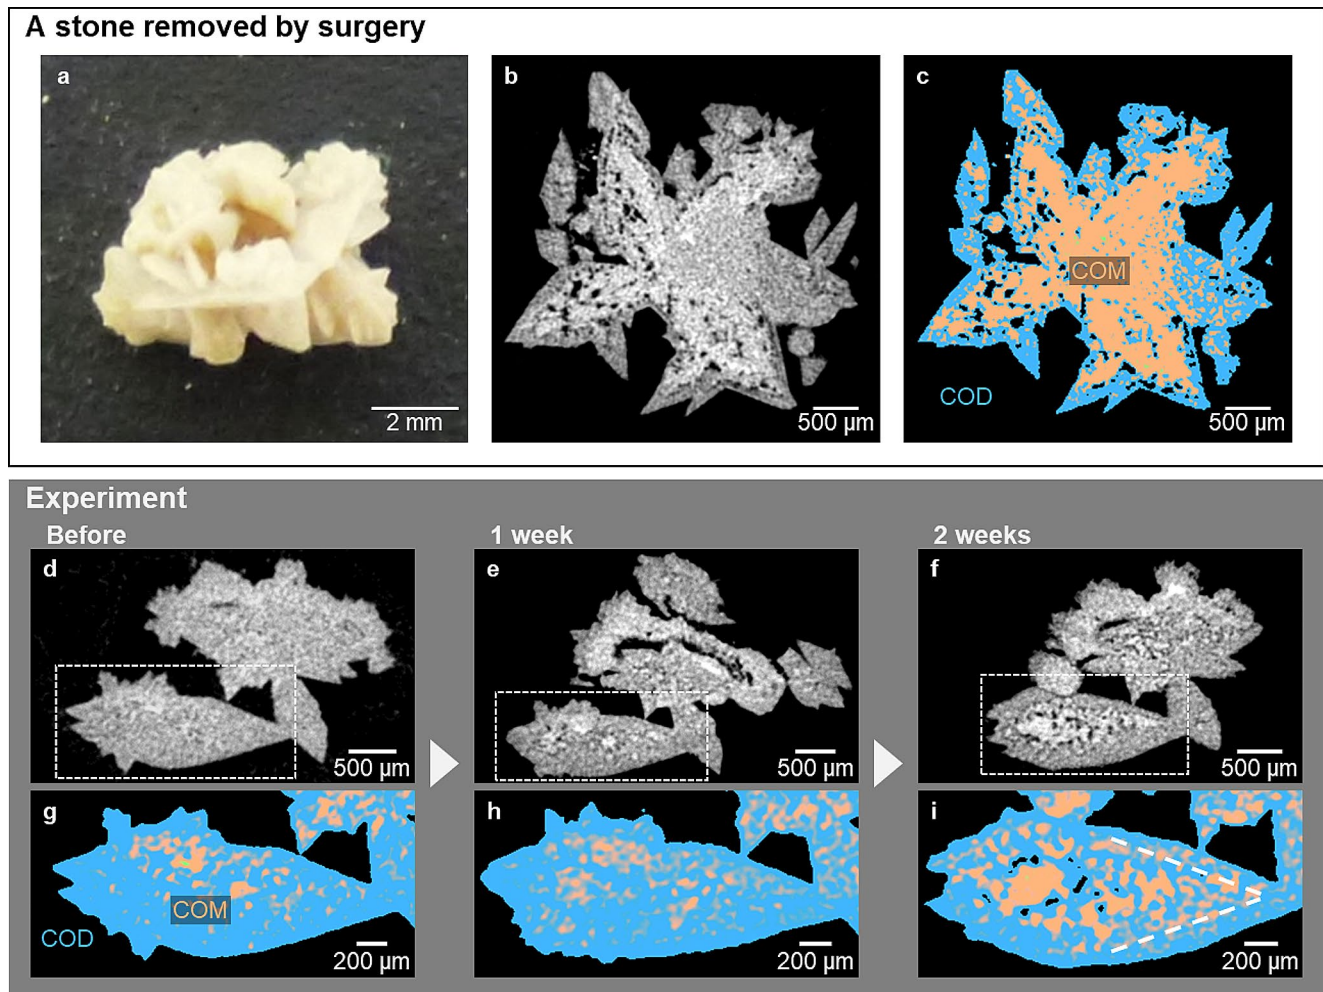 A stone removed by surgery
a
b
c
COM
COD
2 mm
500 µm
500 µm
Experiment
Before
1 week
2 weeks
d
e
f
500 µm
500 µm
500 µm
g
h
i
COM
COD
200 µm
200 µm
200 µm